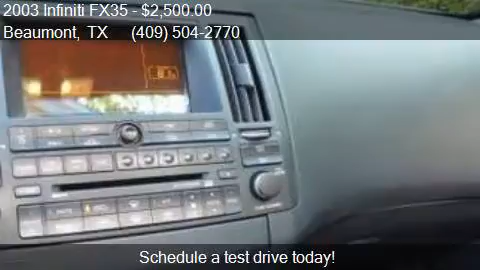 2003 Infiniti FX35 - $2,500.00
Beaumont, TX (409) 504-2770
Schedule a test drive today!